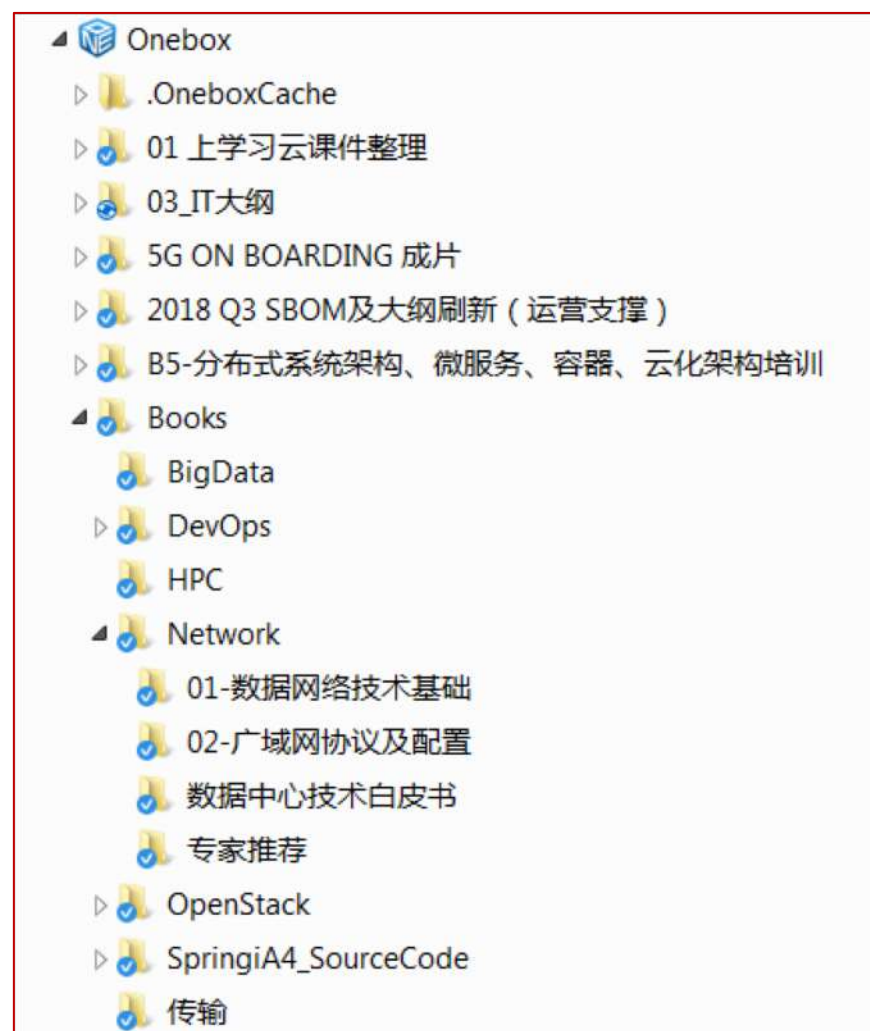 Onebox
.OneboxCache
01 上学习云课件整理
03_IT大纲
5G ON BOARDING 成片
2018 Q3 SBOM及大纲刷新（运营支撑）
B5-分布式系统架构、微服务、容器、云化架构培训
Books
BigData
DevOps
HPC
Network
01-数据网络技术基础
02-广域网协议及配置
数据中心技术白皮书
专家推荐
OpenStack
SpringiA4_SourceCode
传输